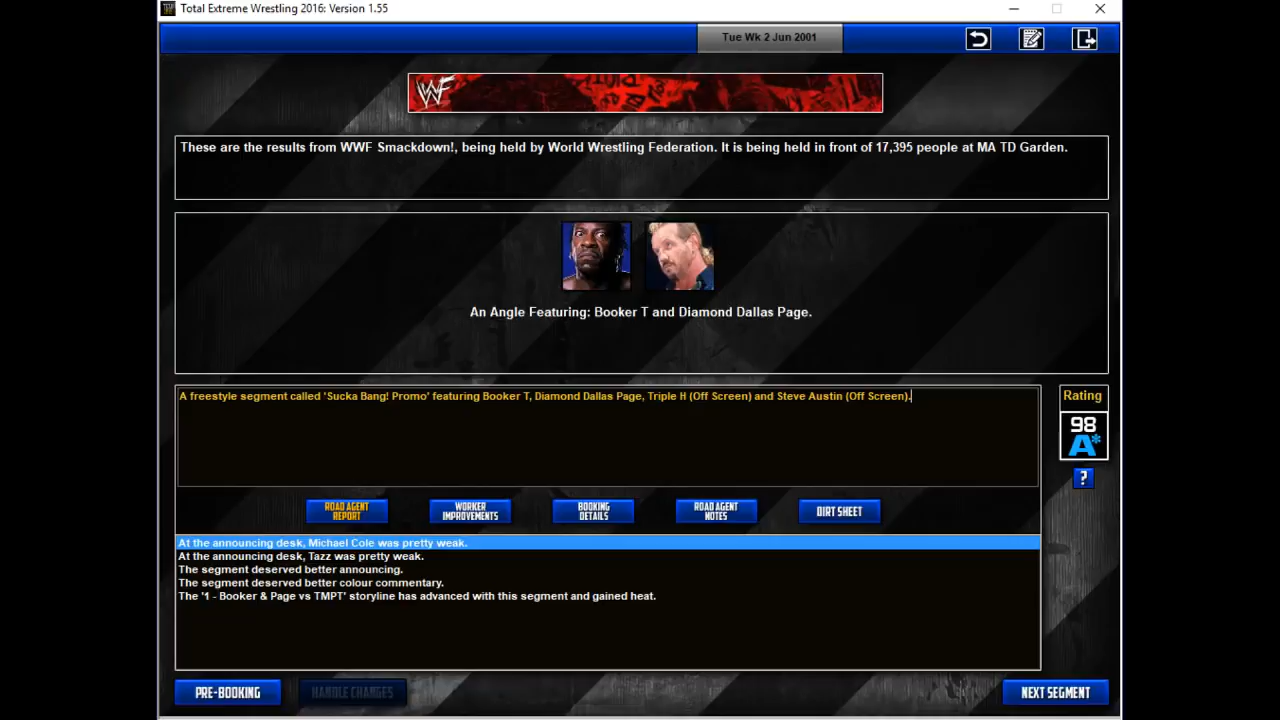 Total Extreme Wrestling 2016: Version 1.55
Tue Wk 2 Jun 2001
WF
These are the results from WWF Smackdown!, being held by World Wrestling Federation. It is being held in front of 17,395 people at MA TD Garden.
An Angle Featuring: Booker T and Diamond Dallas Page.
A freestyle segment called 'Sucka Bang! Promo' featuring Booker T, Diamond Dallas Page, Triple H (Off Screen) and Steve Austin (Off Screen).
Rating
98
A*
?
ROAD AGENT REPORT
WORKER IMPROVEMENTS
BOOKING DETAILS
ROAD AGENT NOTES
DIRT SHEET
At the announcing desk, Michael Cole was pretty weak.
At the announcing desk, Tazz was pretty weak.
The segment deserved better announcing.
The segment deserved better colour commentary.
The '1 - Booker & Page vs TMPT' storyline has advanced with this segment and gained heat.
PRE-BOOKING
HANDLE CHANGES
NEXT SEGMENT